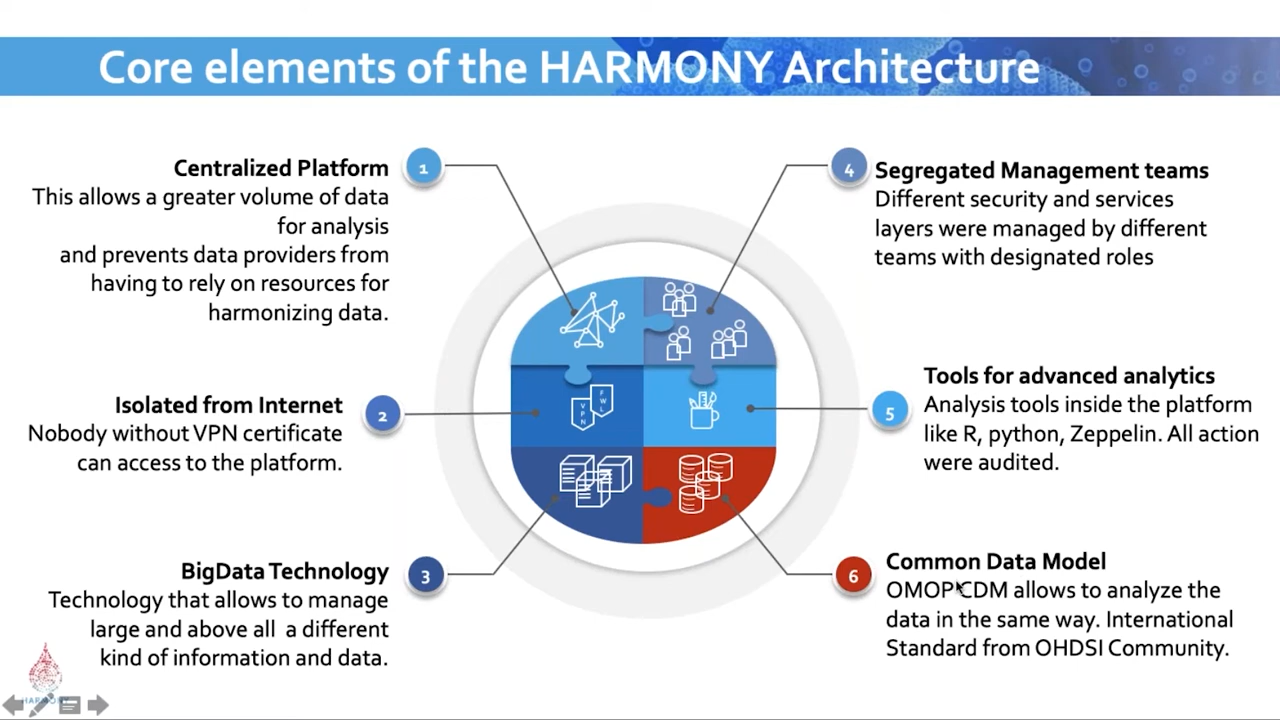 Core elements of the HARMONY Architecture
Centralized Platform
This allows a greater volume of data
for analysis
and prevents data providers from
having to rely on resources for
harmonizing data.
1
Isolated from Internet
Nobody without VPN certificate
can access to the platform.
2
BigData Technology
Technology that allows to manage
large and above all a different
kind of information and data.
3
4
Segregated Management teams
Different security and services
layers were managed by different
teams with designated roles
5
Tools for advanced analytics
Analysis tools inside the platform
like R, python, Zeppelin. All action
were audited.
6
Common Data Model
OMOP CDM allows to analyze the
data in the same way. International
Standard from OHDSI Community.
VPN
FWL
HARMONY